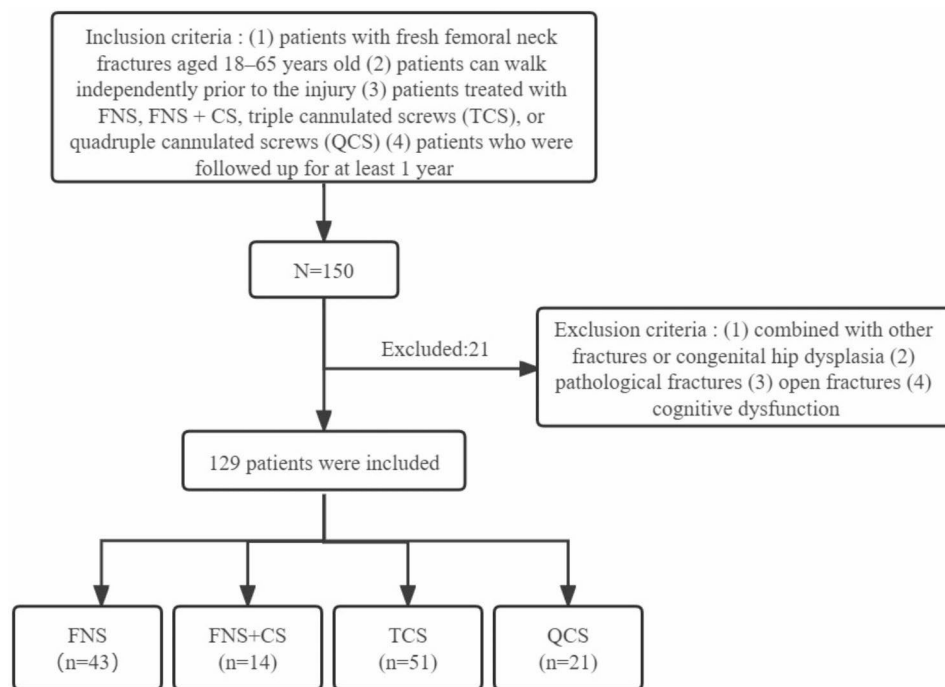 Inclusion criteria : (1) patients with fresh femoral neck
fractures aged 18–65 years old (2) patients can walk
independently prior to the injury (3) patients treated with
FNS, FNS + CS, triple cannulated screws (TCS), or
quadruple cannulated screws (QCS) (4) patients who were
followed up for at least 1 year
N=150
Excluded:21
Exclusion criteria : (1) combined with other
fractures or congenital hip dysplasia (2)
pathological fractures (3) open fractures (4)
cognitive dysfunction
129 patients were included
FNS
(n=43)
FNS+CS
(n=14)
TCS
(n=51)
QCS
(n=21)